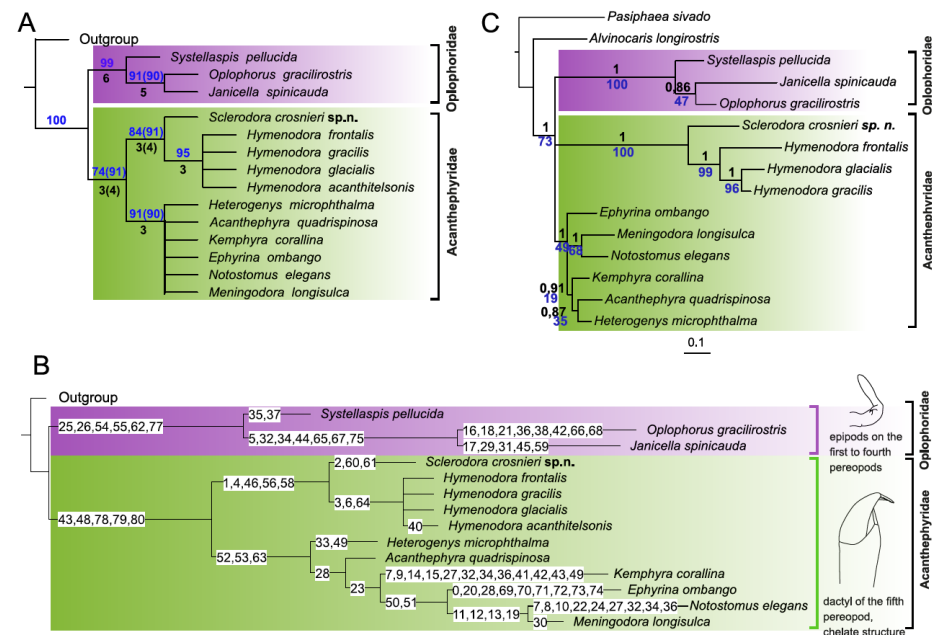 A
Outgroup
99
6
Systellaspis pellucida
91(90)
5
Oplophorus gracilirostris
Janicella spinicauda
Oplophoridae
100
74(91)
3(4)
84(91)
3(4)
Sclerodora crosnieri sp.n.
95
3
Hymenodora frontalis
Hymenodora gracilis
Hymenodora glacialis
Hymenodora acanthitelsonis
91(90)
3
Heterogenys microphthalma
Acanthephyra quadrispinosa
Kemphyra corallina
Ephyrina ombango
Notostomus elegans
Meningodora longisulca
Acanthephyridae
C
Pasiphaea sivado
Alvinocaris longirostris
1
100
Systellaspis pellucida
0,86
47
Janicella spinicauda
Oplophorus gracilirostris
Oplophoridae
1
73
1
100
Sclerodora crosnieri sp. n.
1
99
Hymenodora frontalis
1
96
Hymenodora glacialis
Hymenodora gracilis
Ephyrina ombango
1
49
1
68
Meningodora longisulca
Notostomus elegans
0,91
19
Kemphyra corallina
0,87
35
Acanthephyra quadrispinosa
Heterogenys microphthalma
Acanthephyridae
0.1
B
Outgroup
25,26,54,55,62,77
35,37
Systellaspis pellucida
5,32,34,44,65,67,75
16,18,21,36,38,42,66,68
Oplophorus gracilirostris
17,29,31,45,59
Janicella spinicauda
epipods on the
first to fourth
pereopods
Oplophoridae
43,48,78,79,80
1,4,46,56,58
2,60,61
Sclerodora crosnieri sp.n.
3,6,64
Hymenodora frontalis
Hymenodora gracilis
Hymenodora glacialis
40
Hymenodora acanthitelsonis
52,53,63
33,49
Heterogenys microphthalma
28
Acanthephyra quadrispinosa
23
7,9,14,15,27,32,34,36,41,42,43,49
Kemphyra corallina
50,51
0,20,28,69,70,71,72,73,74
Ephyrina ombango
11,12,13,19
7,8,10,22,24,27,32,34,36
Notostomus elegans
30
Meningodora longisulca
dactyl of the fifth
pereopod,
chelate structure
Acanthephyridae